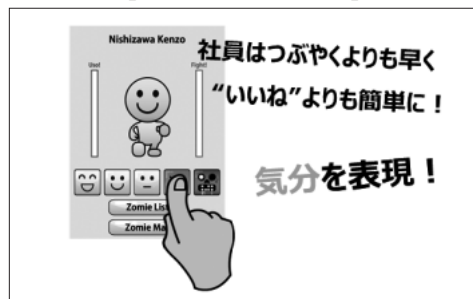 Nishizawa Kenzo
社員はつぶやくよりも早く
“いいね”よりも簡単に！
Fight!
気分を表現！
Zomie List
Zomie Ma